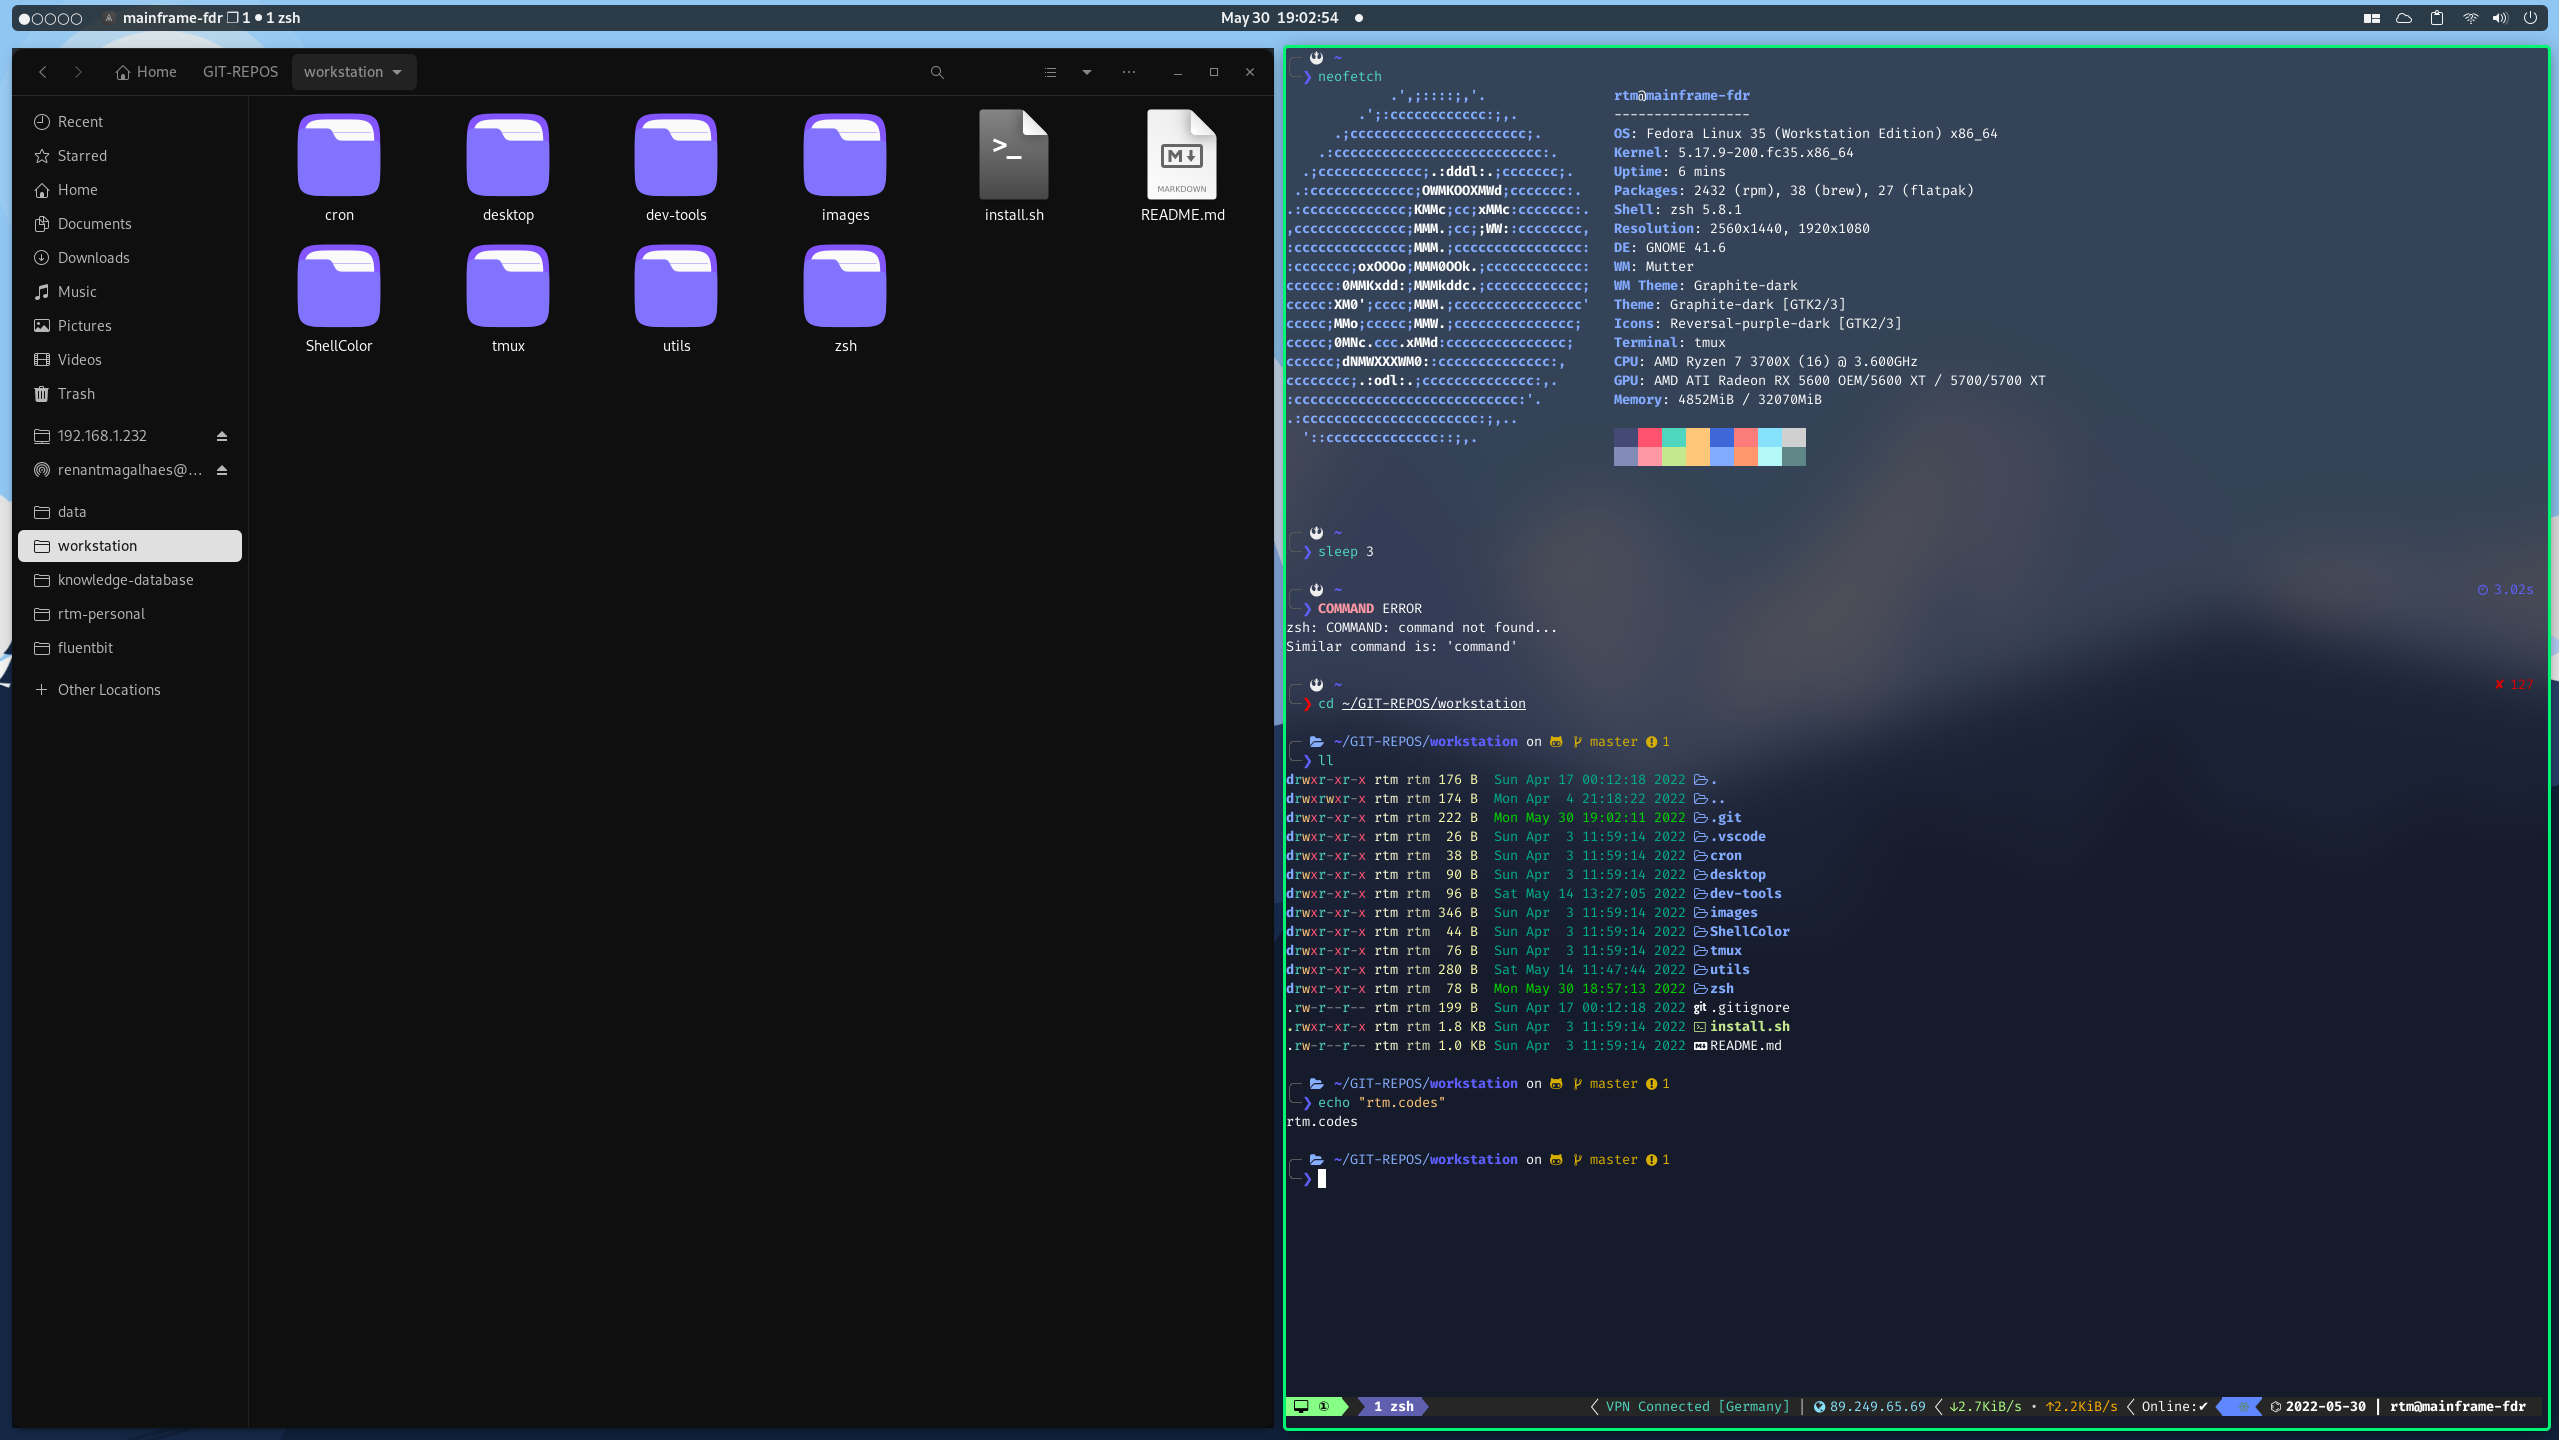 mainframe-fdr ❐ 1 ● 1 zsh
May 30 19:02:54
Home GIT-REPOS workstation
Recent
Starred
Home
Documents
Downloads
Music
Pictures
Videos
Trash
192.168.1.232
renantmagalhaes@...
data
workstation
knowledge-database
rtm-personal
fluentbit
Other Locations
cron desktop dev-tools images install.sh README.md
>_ MARKDOWN
ShellColor tmux utils zsh
~
❯ neofetch
rtm@mainframe-fdr
-----------------
OS: Fedora Linux 35 (Workstation Edition) x86_64
Kernel: 5.17.9-200.fc35.x86_64
Uptime: 6 mins
Packages: 2432 (rpm), 38 (brew), 27 (flatpak)
Shell: zsh 5.8.1
Resolution: 2560x1440, 1920x1080
DE: GNOME 41.6
WM: Mutter
WM Theme: Graphite-dark
Theme: Graphite-dark [GTK2/3]
Icons: Reversal-purple-dark [GTK2/3]
Terminal: tmux
CPU: AMD Ryzen 7 3700X (16) @ 3.600GHz
GPU: AMD ATI Radeon RX 5600 OEM/5600 XT / 5700/5700 XT
Memory: 4852MiB / 32070MiB
~
❯ sleep 3
~ 3.02s
❯ COMMAND ERROR
zsh: COMMAND: command not found...
Similar command is: 'command'
~ ✘ 127
❯ cd ~/GIT-REPOS/workstation
~/GIT-REPOS/workstation on master 1
❯ ll
drwxr-xr-x rtm rtm 176 B Sun Apr 17 00:12:18 2022 .
drwxrwxr-x rtm rtm 174 B Mon Apr 4 21:18:22 2022 ..
drwxr-xr-x rtm rtm 222 B Mon May 30 19:02:11 2022 .git
drwxr-xr-x rtm rtm 26 B Sun Apr 3 11:59:14 2022 .vscode
drwxr-xr-x rtm rtm 38 B Sun Apr 3 11:59:14 2022 cron
drwxr-xr-x rtm rtm 90 B Sun Apr 3 11:59:14 2022 desktop
drwxr-xr-x rtm rtm 96 B Sat May 14 13:27:05 2022 dev-tools
drwxr-xr-x rtm rtm 346 B Sun Apr 3 11:59:14 2022 images
drwxr-xr-x rtm rtm 44 B Sun Apr 3 11:59:14 2022 ShellColor
drwxr-xr-x rtm rtm 76 B Sun Apr 3 11:59:14 2022 tmux
drwxr-xr-x rtm rtm 280 B Sat May 14 11:47:44 2022 utils
drwxr-xr-x rtm rtm 78 B Mon May 30 18:57:13 2022 zsh
.rw-r--r-- rtm rtm 199 B Sun Apr 17 00:12:18 2022 git .gitignore
.rwxr-xr-x rtm rtm 1.8 KB Sun Apr 3 11:59:14 2022 install.sh
.rw-r--r-- rtm rtm 1.0 KB Sun Apr 3 11:59:14 2022 README.md
~/GIT-REPOS/workstation on master 1
❯ echo "rtm.codes"
rtm.codes
~/GIT-REPOS/workstation on master 1
❯
① 1 zsh VPN Connected [Germany] | 89.249.65.69 ↓2.7KiB/s • ↑2.2KiB/s Online:✔ 2022-05-30 | rtm@mainframe-fdr